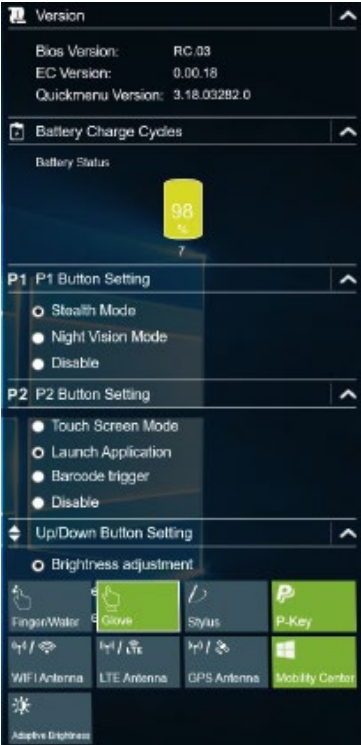 Version
Bios Version: RC.03
EC Version: 0.00.18
Quickmenu Version: 3.18.03282.0
Battery Charge Cycles
Battery Status
98
%
7
P1 P1 Button Setting
Stealth Mode
Night Vision Mode
Disable
P2 P2 Button Setting
Touch Screen Mode
Launch Application
Barcode trigger
Disable
Up/Down Button Setting
Brightness adjustment
Finger/Water Glove Stylus P-Key
WIFI Antenna LTE Antenna GPS Antenna Mobility Center
Adaptive Brightness